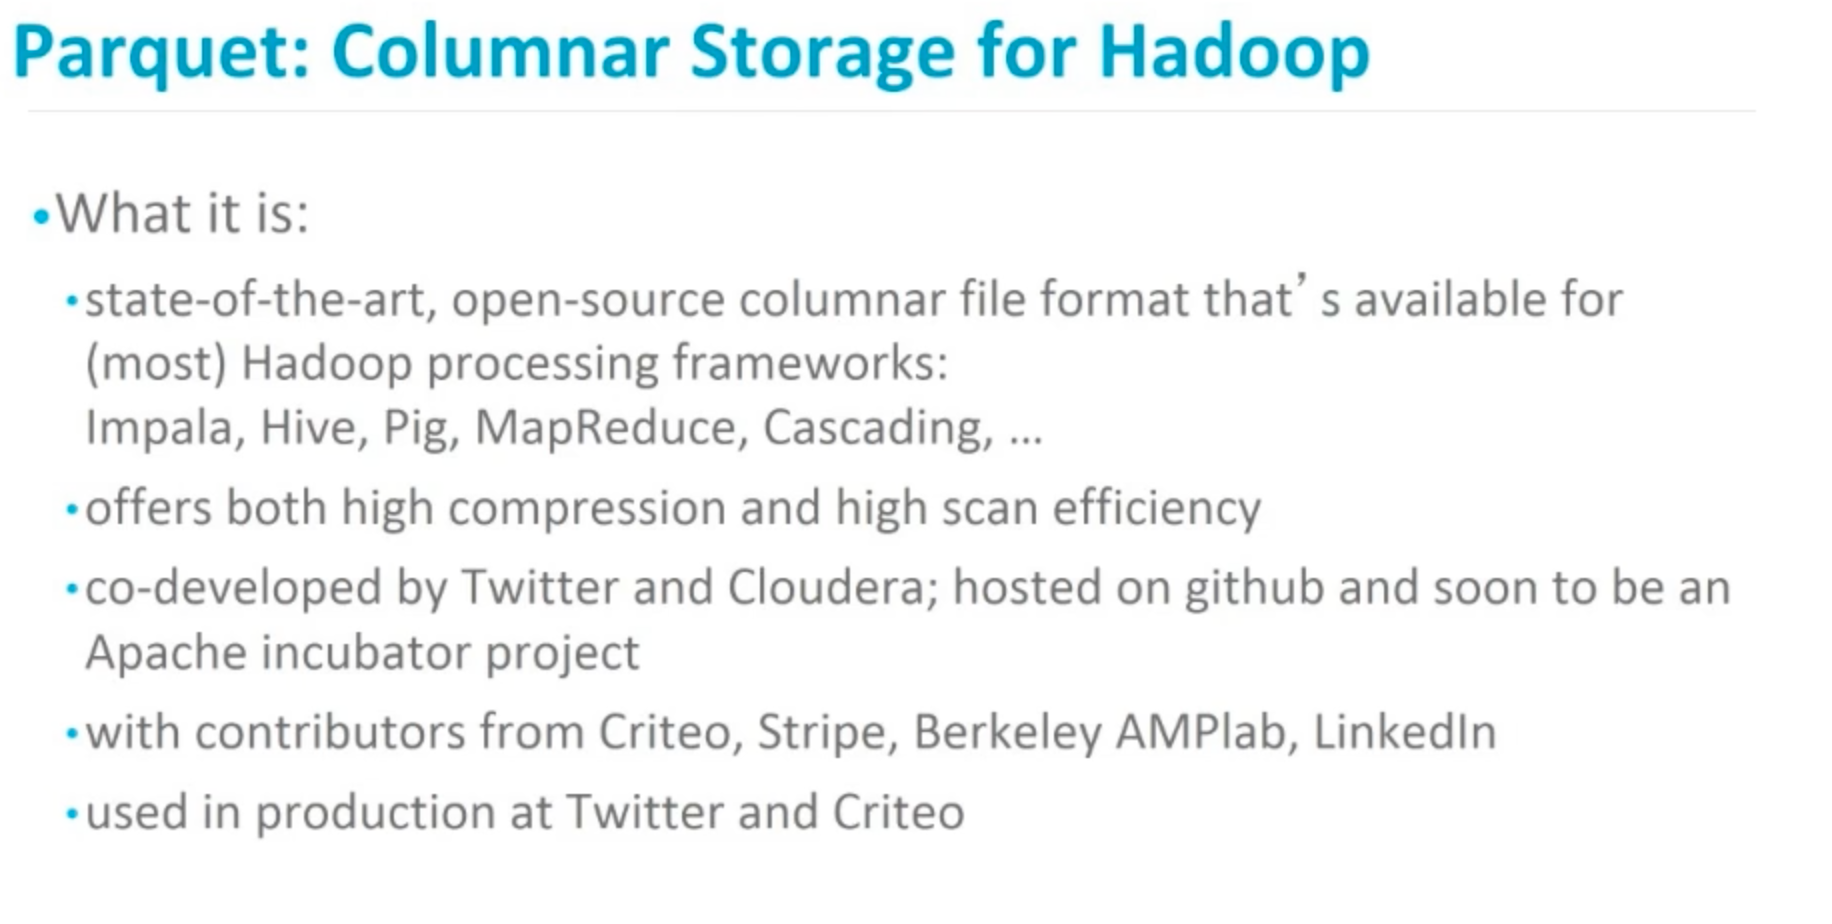 Parquet: Columnar Storage for Hadoop
•What it is:
•state-of-the-art, open-source columnar file format that’ s available for
(most) Hadoop processing frameworks:
Impala, Hive, Pig, MapReduce, Cascading, ...
•offers both high compression and high scan efficiency
•co-developed by Twitter and Cloudera; hosted on github and soon to be an
Apache incubator project
•with contributors from Criteo, Stripe, Berkeley AMPlab, LinkedIn
•used in production at Twitter and Criteo